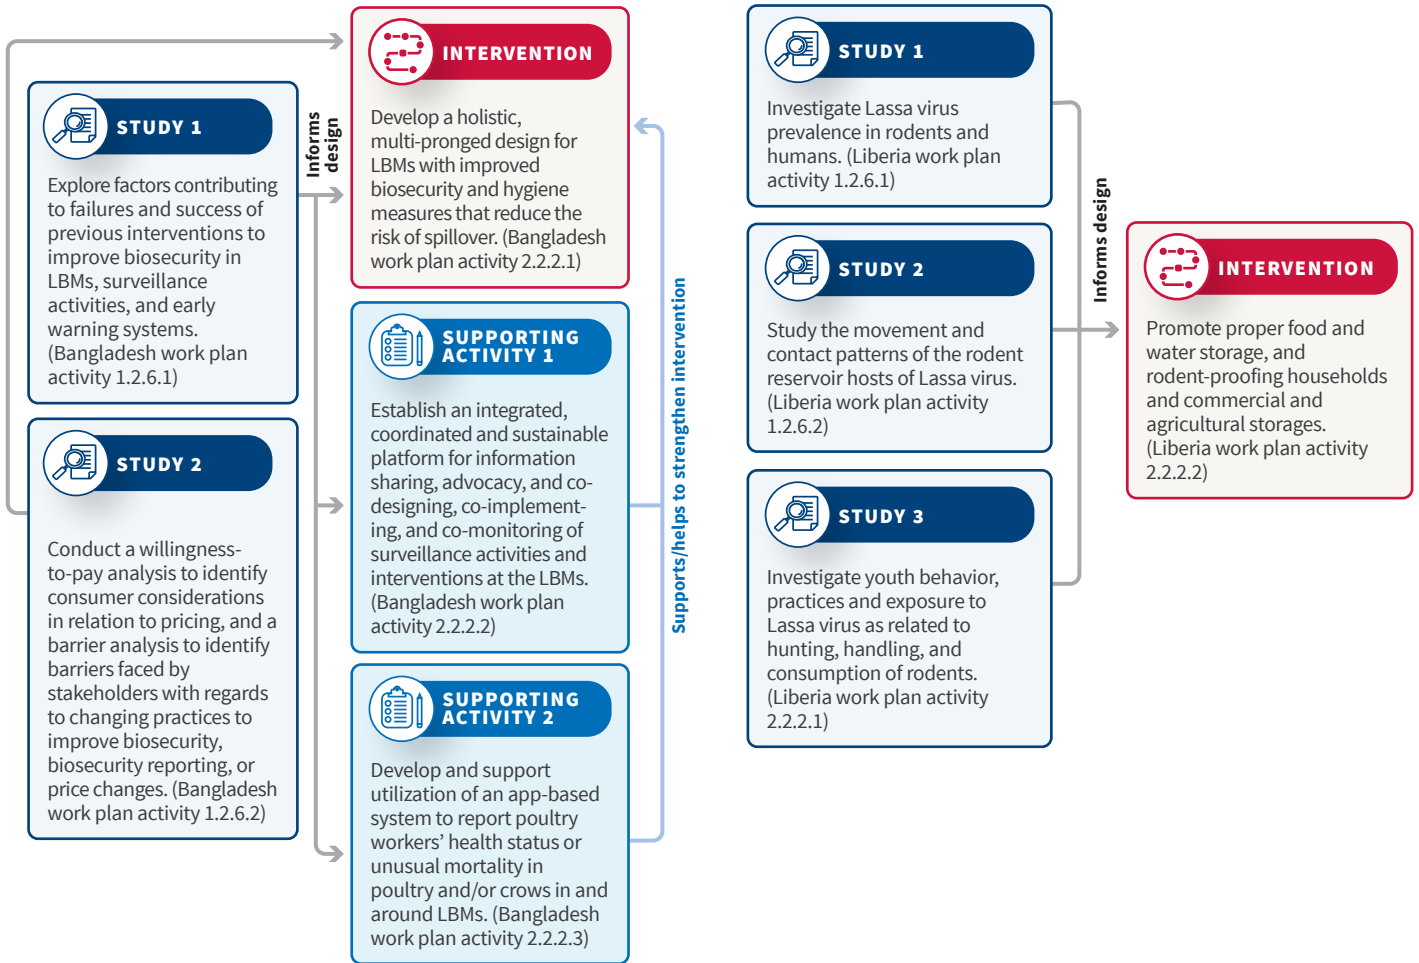 STUDY 1
Explore factors contributing
to failures and success of
previous interventions to
improve biosecurity in
LBMs, surveillance
activities, and early
warning systems.
(Bangladesh work plan
activity 1.2.6.1)
STUDY 2
Conduct a willingness-
to-pay analysis to identify
consumer considerations
in relation to pricing, and a
barrier analysis to identify
barriers faced by
stakeholders with regards
to changing practices to
improve biosecurity,
biosecurity reporting, or
price changes. (Bangladesh
work plan activity 1.2.6.2)
Informs
design
INTERVENTION
Develop a holistic,
multi-pronged design for
LBMs with improved
biosecurity and hygiene
measures that reduce the
risk of spillover. (Bangladesh
work plan activity 2.2.2.1)
SUPPORTING
ACTIVITY 1
Establish an integrated,
coordinated and sustainable
platform for information
sharing, advocacy, and co-
designing, co-implement-
ing, and co-monitoring of
surveillance activities and
interventions at the LBMs.
(Bangladesh work plan
activity 2.2.2.2)
SUPPORTING
ACTIVITY 2
Develop and support
utilization of an app-based
system to report poultry
workers’ health status or
unusual mortality in
poultry and/or crows in and
around LBMs. (Bangladesh
work plan activity 2.2.2.3)
Supports/helps to strengthen intervention
STUDY 1
Investigate Lassa virus
prevalence in rodents and
humans. (Liberia work plan
activity 1.2.6.1)
STUDY 2
Study the movement and
contact patterns of the rodent
reservoir hosts of Lassa virus.
(Liberia work plan activity
1.2.6.2)
STUDY 3
Investigate youth behavior,
practices and exposure to
Lassa virus as related to
hunting, handling, and
consumption of rodents.
(Liberia work plan activity
2.2.2.1)
Informs design
INTERVENTION
Promote proper food and
water storage, and
rodent-proofing households
and commercial and
agricultural storages.
(Liberia work plan activity
2.2.2.2)